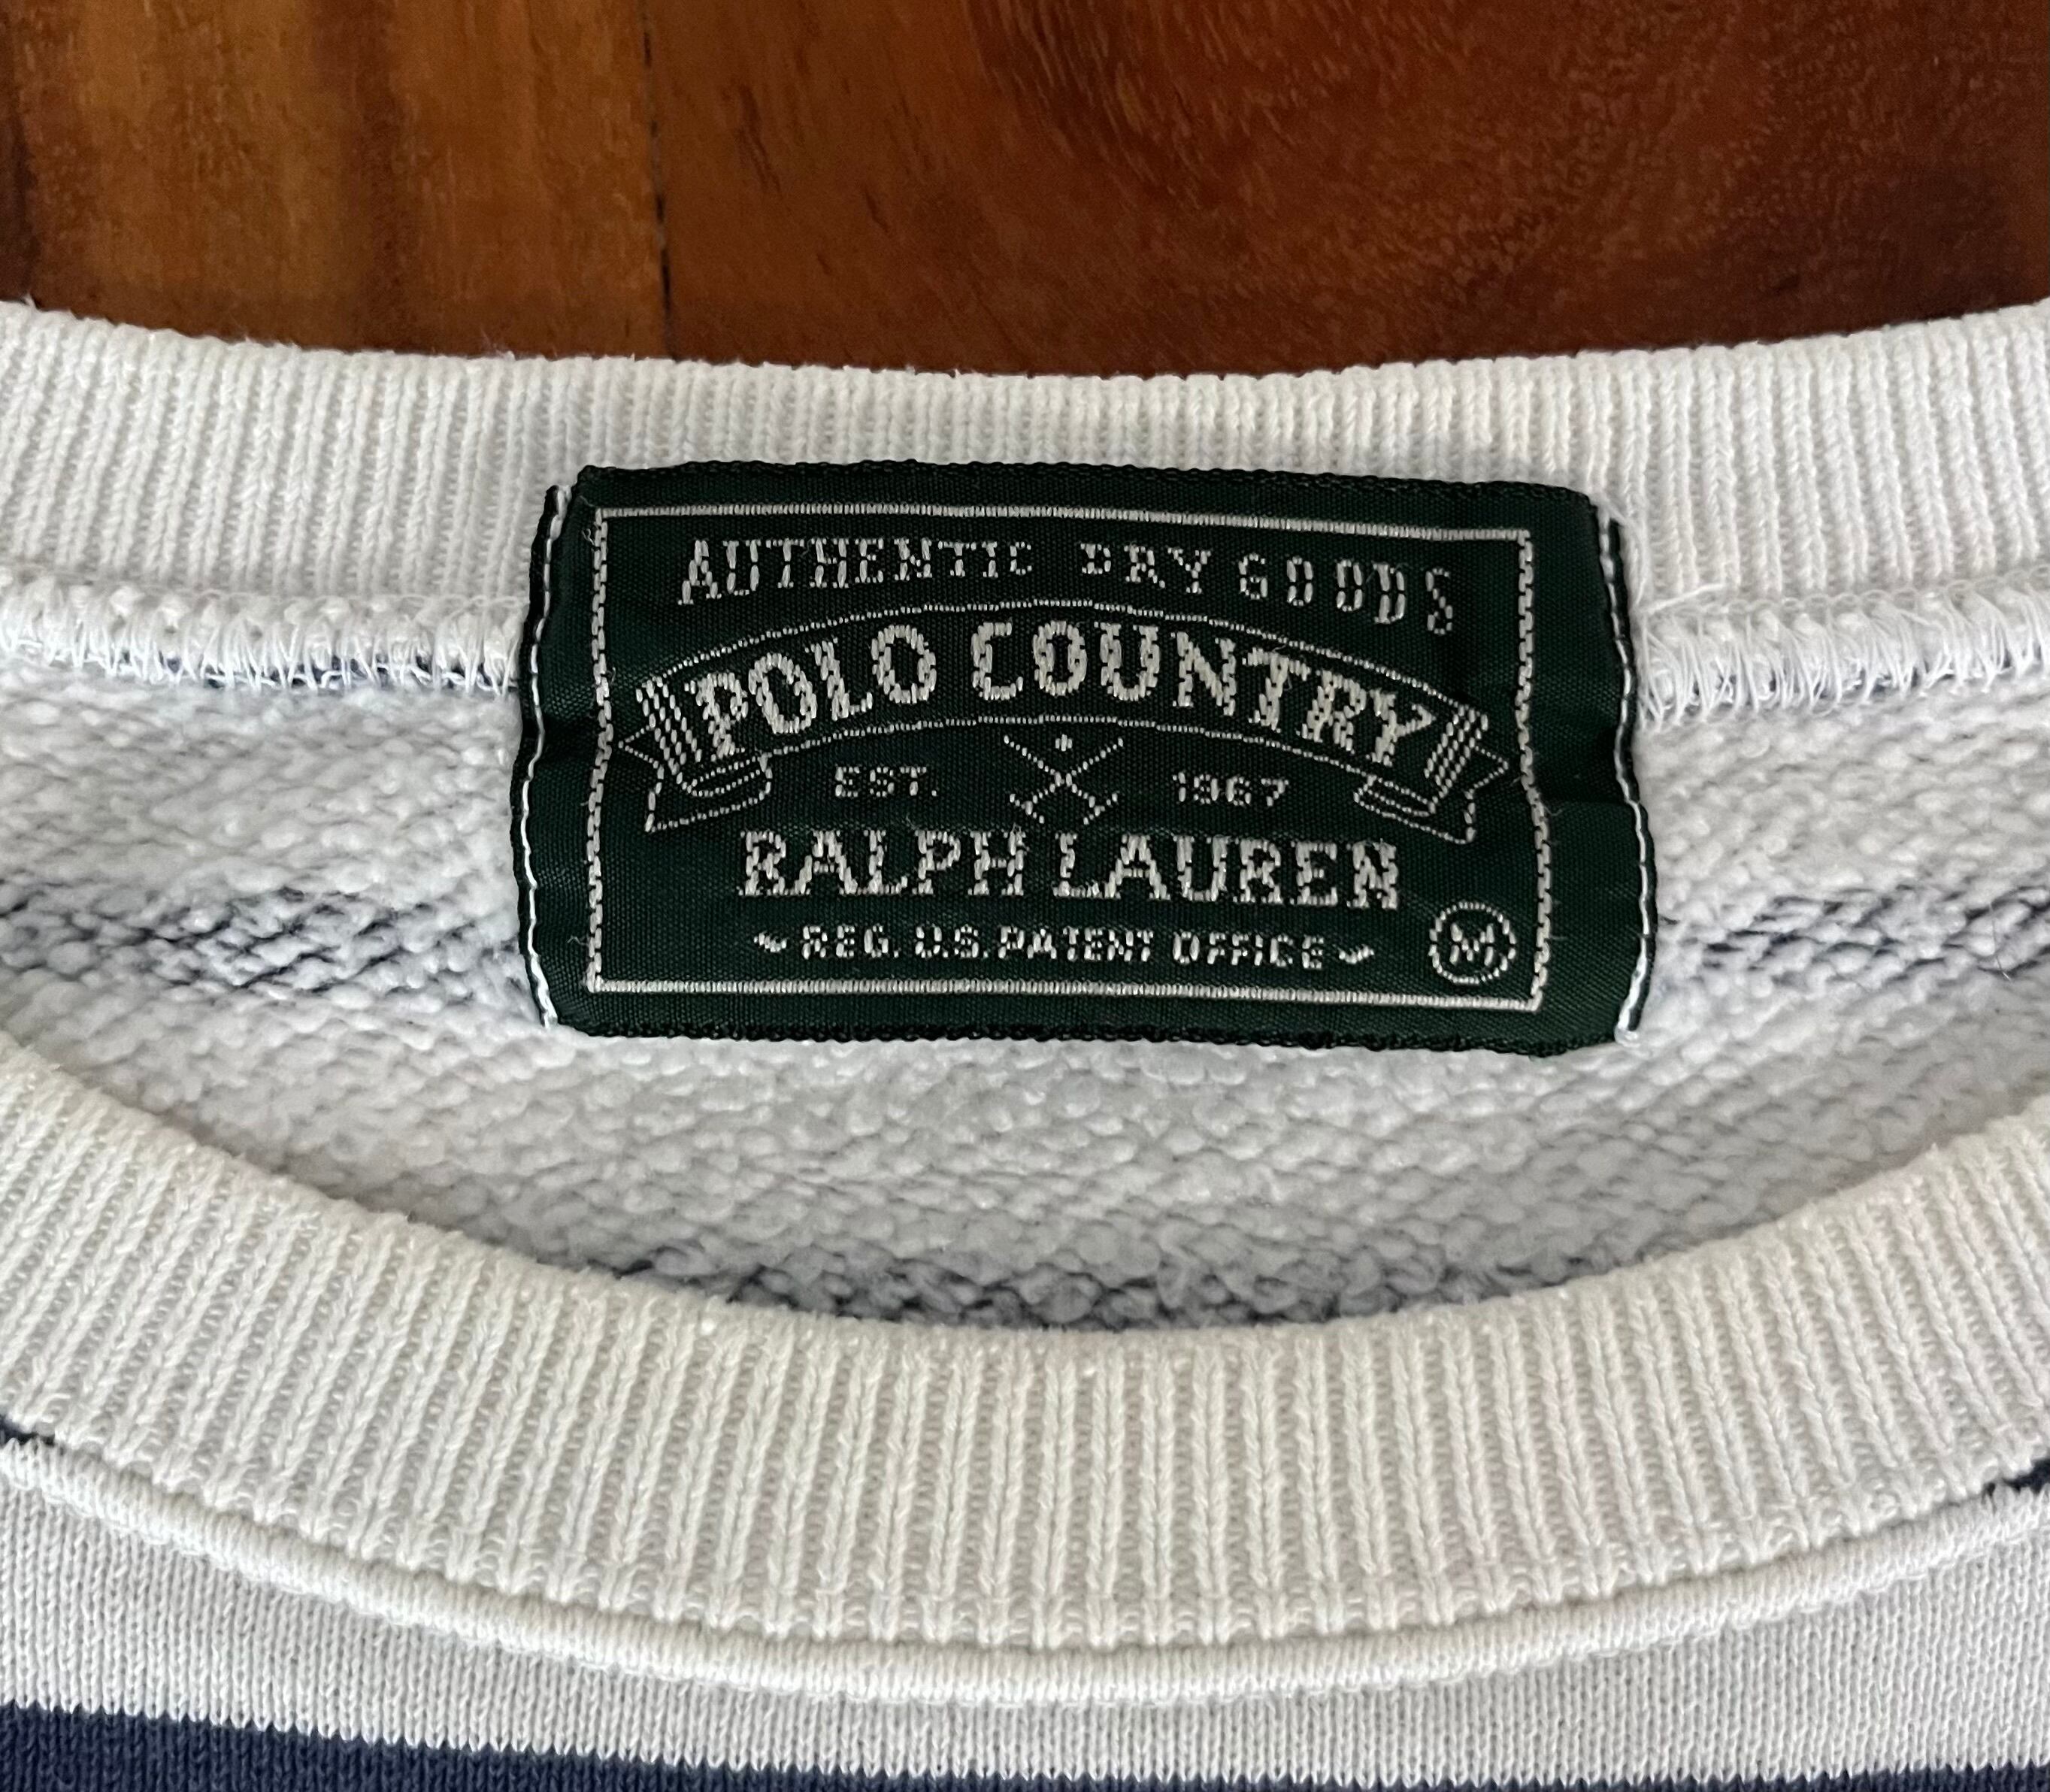 AUTHENTIC DRY GOODS
POLO COUNTRY
EST. 1967
RALPH LAUREN
REG. U.S. PATENT OFFICE
M